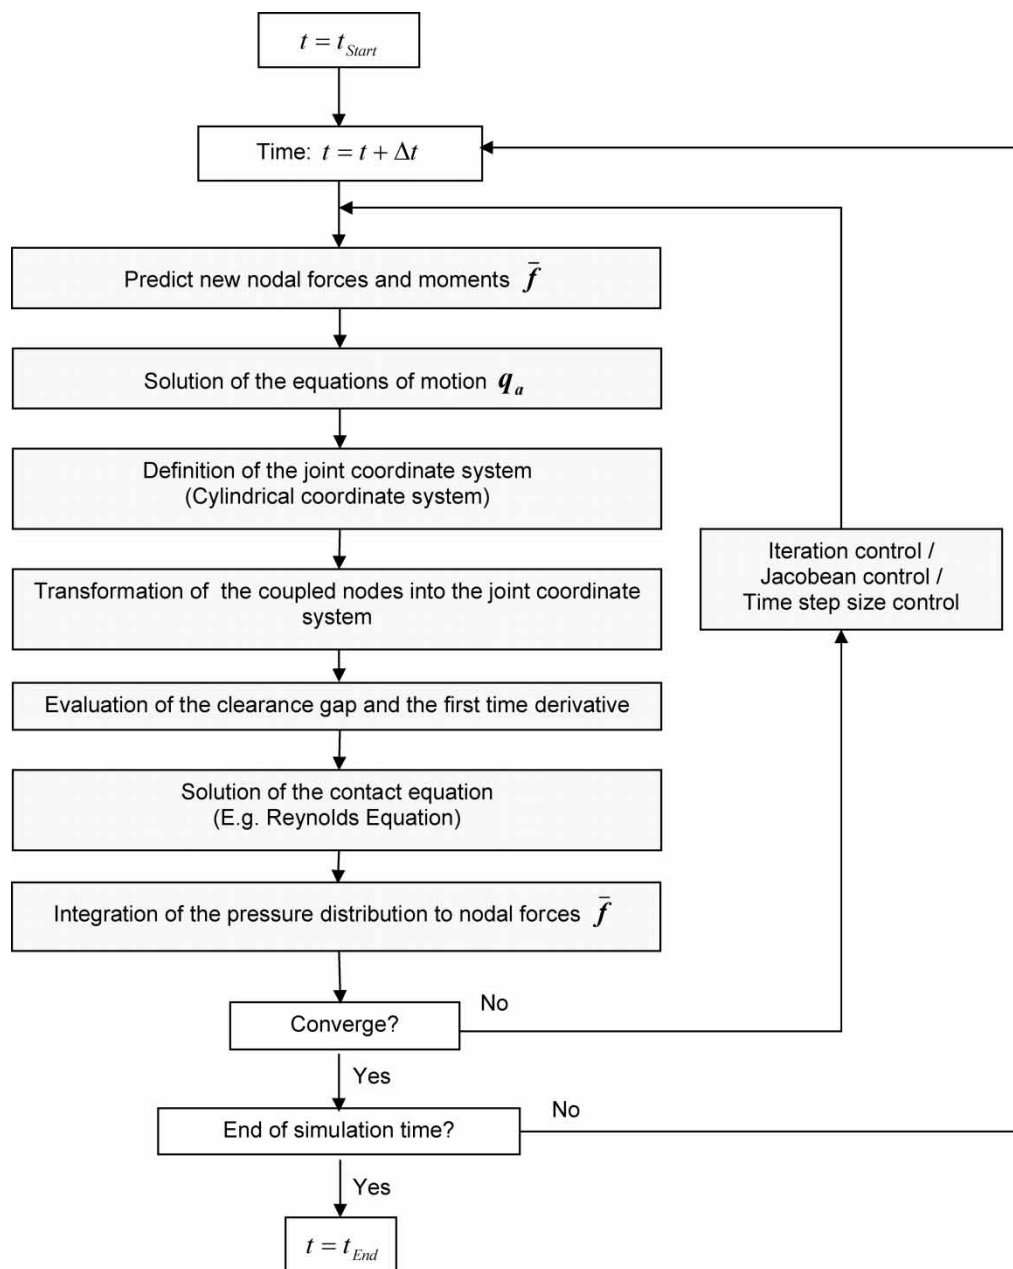 t = t_Start
Time: t = t + Δt
Predict new nodal forces and moments f̄
Solution of the equations of motion q_a
Definition of the joint coordinate system
(Cylindrical coordinate system)
Transformation of the coupled nodes into the joint coordinate
system
Evaluation of the clearance gap and the first time derivative
Solution of the contact equation
(E.g. Reynolds Equation)
Integration of the pressure distribution to nodal forces f̄
Iteration control /
Jacobean control /
Time step size control
Converge?
No
Yes
End of simulation time?
No
Yes
t = t_End